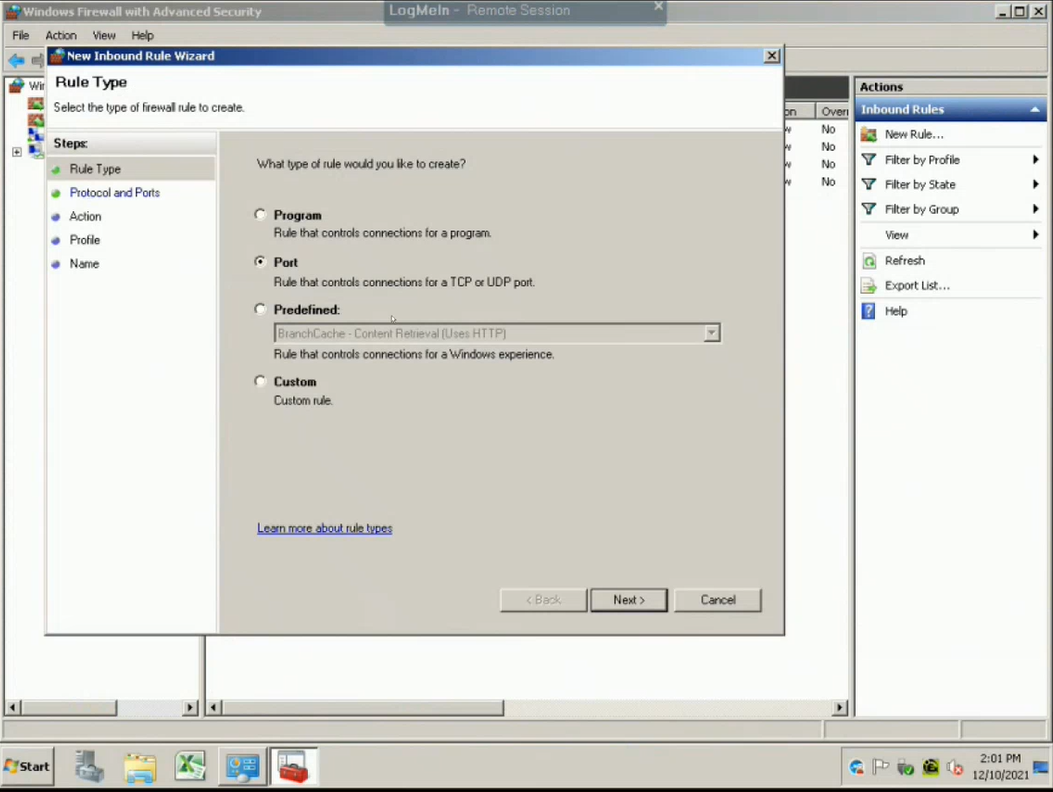 Windows Firewall with Advanced Security
LogMeIn - Remote Session
File Action View Help
New Inbound Rule Wizard
Rule Type
Select the type of firewall rule to create.
Steps:
Rule Type
Protocol and Ports
Action
Profile
Name
What type of rule would you like to create?
Program
Rule that controls connections for a program.
Port
Rule that controls connections for a TCP or UDP port.
Predefined:
BranchCache - Content Retrieval (Uses HTTP)
Rule that controls connections for a Windows experience.
Custom
Custom rule.
Learn more about rule types
< Back
Next >
Cancel
No
No
No
No
Actions
Inbound Rules
New Rule...
Filter by Profile
Filter by State
Filter by Group
View
Refresh
Export List...
Help
Start
2:01 PM
12/10/2021